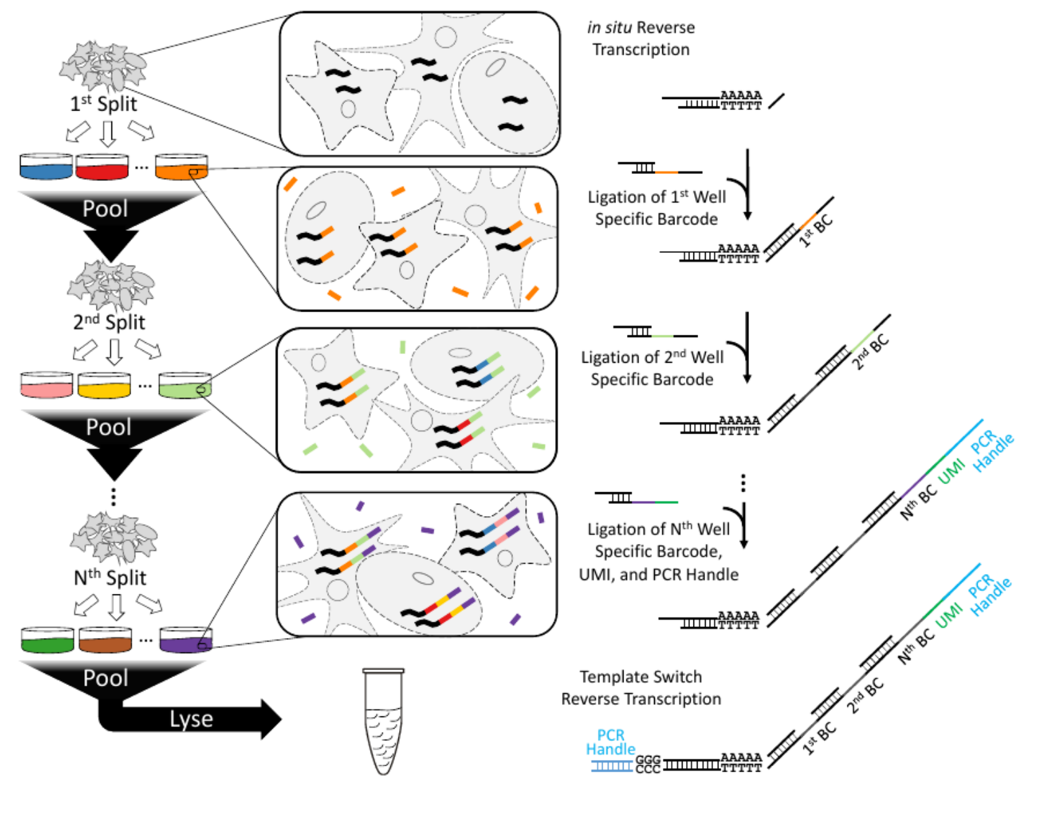 1st Split
Pool
2nd Split
Pool
Nth Split
Pool
Lyse
in situ Reverse
Transcription
AAAAA
TTTTT
Ligation of 1st Well
Specific Barcode
AAAAA
TTTTT
1st BC
Ligation of 2nd Well
Specific Barcode
AAAAA
TTTTT
2nd BC
Ligation of Nth Well
Specific Barcode,
UMI, and PCR Handle
AAAAA
TTTTT
Nth BC
UMI
PCR
Handle
Template Switch
Reverse Transcription
PCR
Handle
GGG
CCC
AAAAA
TTTTT
1st BC
2nd BC
Nth BC
UMI
PCR
Handle